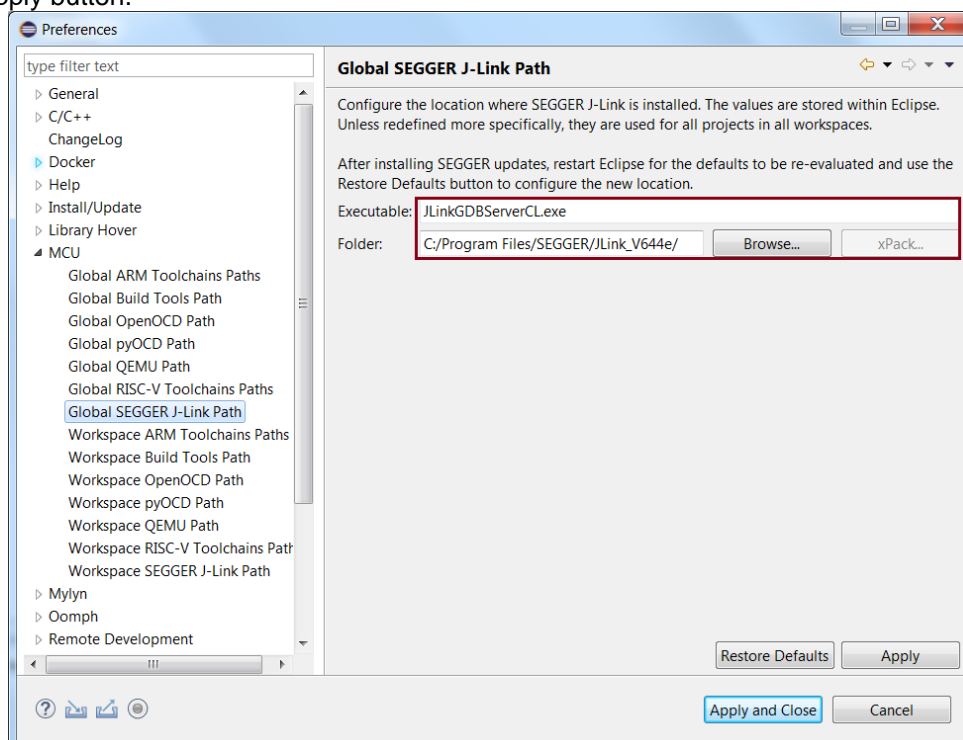 pply button.
Preferences
type filter text
General
C/C++
ChangeLog
Docker
Help
Install/Update
Library Hover
MCU
Global ARM Toolchains Paths
Global Build Tools Path
Global OpenOCD Path
Global pyOCD Path
Global QEMU Path
Global RISC-V Toolchains Paths
Global SEGGER J-Link Path
Workspace ARM Toolchains Paths
Workspace Build Tools Path
Workspace OpenOCD Path
Workspace pyOCD Path
Workspace QEMU Path
Workspace RISC-V Toolchains Path
Workspace SEGGER J-Link Path
Mylyn
Oomph
Remote Development
Global SEGGER J-Link Path
Configure the location where SEGGER J-Link is installed. The values are stored within Eclipse.
Unless redefined more specifically, they are used for all projects in all workspaces.
After installing SEGGER updates, restart Eclipse for the defaults to be re-evaluated and use the
Restore Defaults button to configure the new location.
Executable: JLinkGDBServerCL.exe
Folder: C:/Program Files/SEGGER/JLink_V644e/ Browse... xPack...
Restore Defaults Apply
Apply and Close Cancel